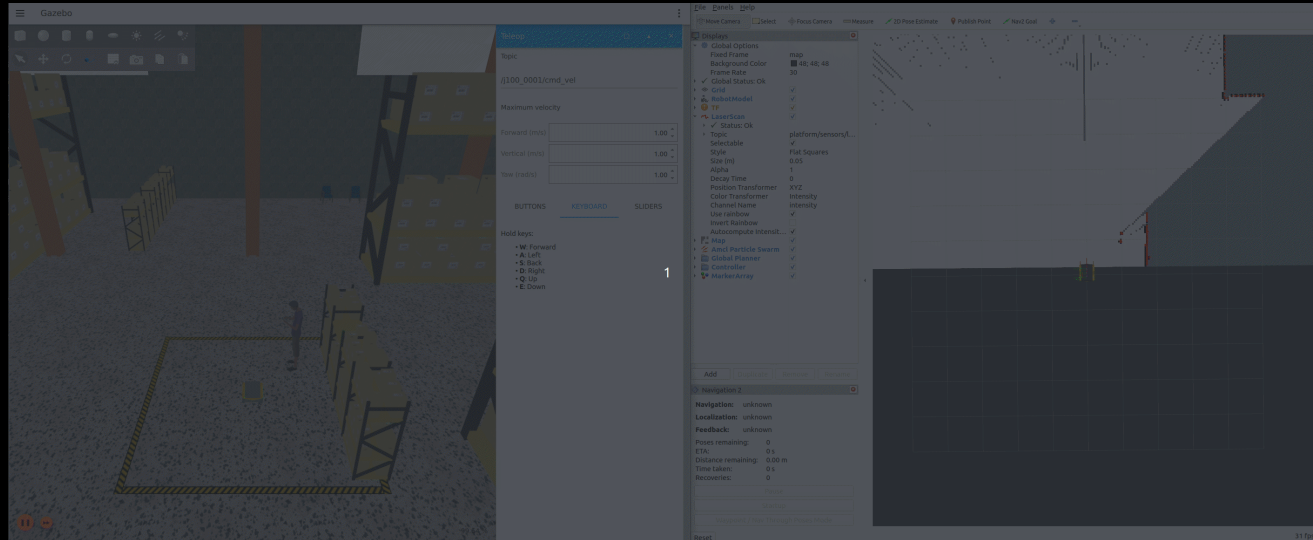 Gazebo
Teleop
Topic
/j100_0001/cmd_vel
Maximum velocity
Forward (m/s) 1.00
Vertical (m/s) 1.00
Yaw (rad/s) 1.00
BUTTONS KEYBOARD SLIDERS
Hold keys:
• W: Forward
• A: Left
• S: Back
• D: Right
• Q: Up
• E: Down
1
File Panels Help
Move Camera Select Focus Camera Measure 2D Pose Estimate Publish Point Nav2 Goal
Displays
Global Options
Fixed Frame map
Background Color 48; 48; 48
Frame Rate 30
Global Status: Ok
Grid
RobotModel
TF
LaserScan
Status: Ok
Topic platform/sensors/l...
Selectable
Style Flat Squares
Size (m) 0.05
Alpha 1
Decay Time 0
Position Transformer XYZ
Color Transformer Intensity
Channel Name intensity
Use rainbow
Invert Rainbow
Autocompute Intensit...
Map
Amcl Particle Swarm
Global Planner
Controller
MarkerArray
Add
Navigation 2
Navigation: unknown
Localization: unknown
Feedback: unknown
Poses remaining: 0
ETA: 0 s
Distance remaining: 0.00 m
Time taken: 0 s
Recoveries: 0
Reset